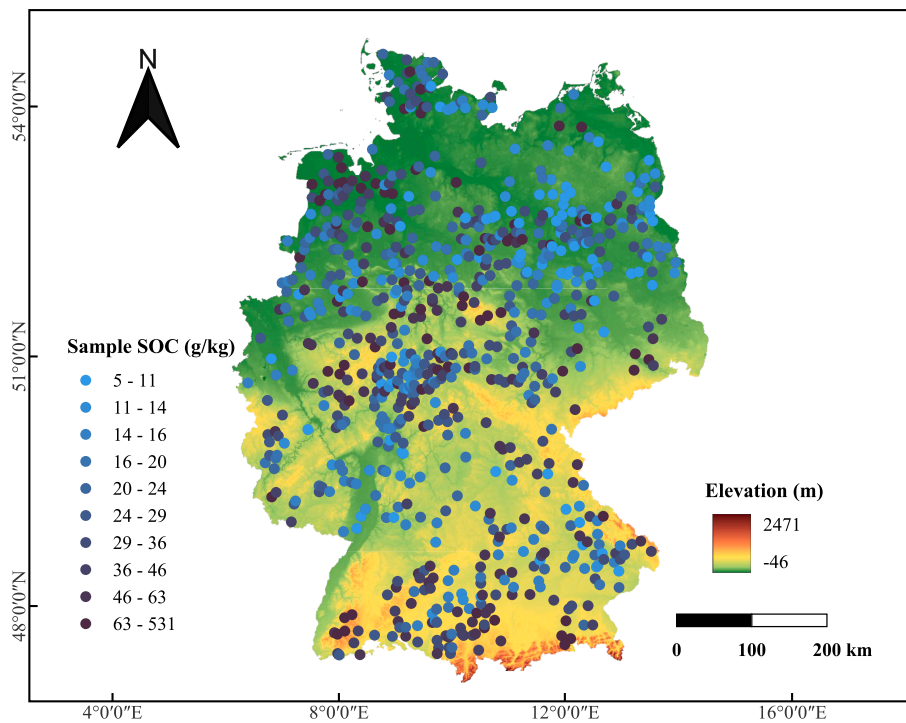 N
54°0′0″N
51°0′0″N
48°0′0″N
Sample SOC (g/kg)
5 - 11
11 - 14
14 - 16
16 - 20
20 - 24
24 - 29
29 - 36
36 - 46
46 - 63
63 - 531
Elevation (m)
2471
-46
0 100 200 km
4°0′0″E 8°0′0″E 12°0′0″E 16°0′0″E